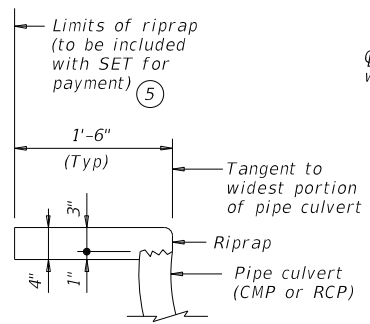 Limits of riprap
(to be included
with SET for
payment) 5
1'-6"
(Typ)
Tangent to
widest portion
of pipe culvert
3"
Riprap
4"
1"
Pipe culvert
(CMP or RCP)